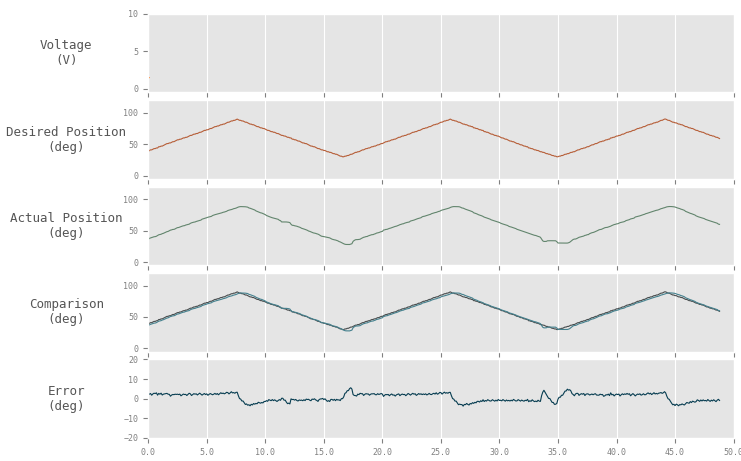 Voltage
(V)
10
5
0
Desired Position
(deg)
100
50
0
Actual Position
(deg)
100
50
0
Comparison
(deg)
100
50
0
Error
(deg)
20
10
0
−10
−20
0.0 5.0 10.0 15.0 20.0 25.0 30.0 35.0 40.0 45.0 50.0